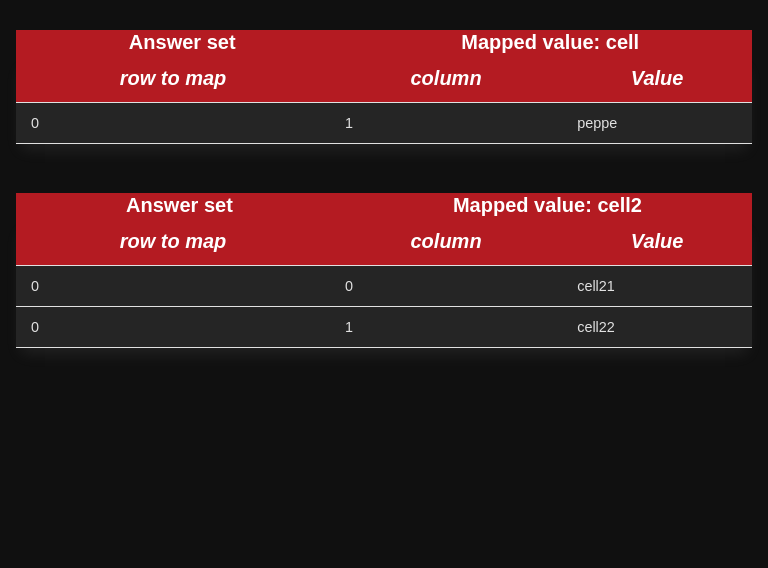 Answer set Mapped value: cell
row to map column Value
0 1 peppe
Answer set Mapped value: cell2
row to map column Value
0 0 cell21
0 1 cell22